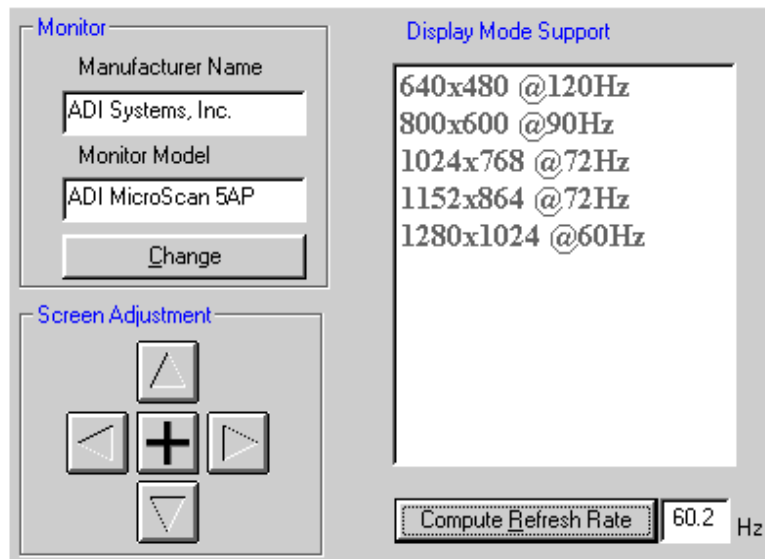 Monitor
Manufacturer Name
ADI Systems, Inc.
Monitor Model
ADI MicroScan 5AP
Change
Screen Adjustment
Display Mode Support
640x480 @120Hz
800x600 @90Hz
1024x768 @72Hz
1152x864 @72Hz
1280x1024 @60Hz
Compute Refresh Rate 60.2 Hz